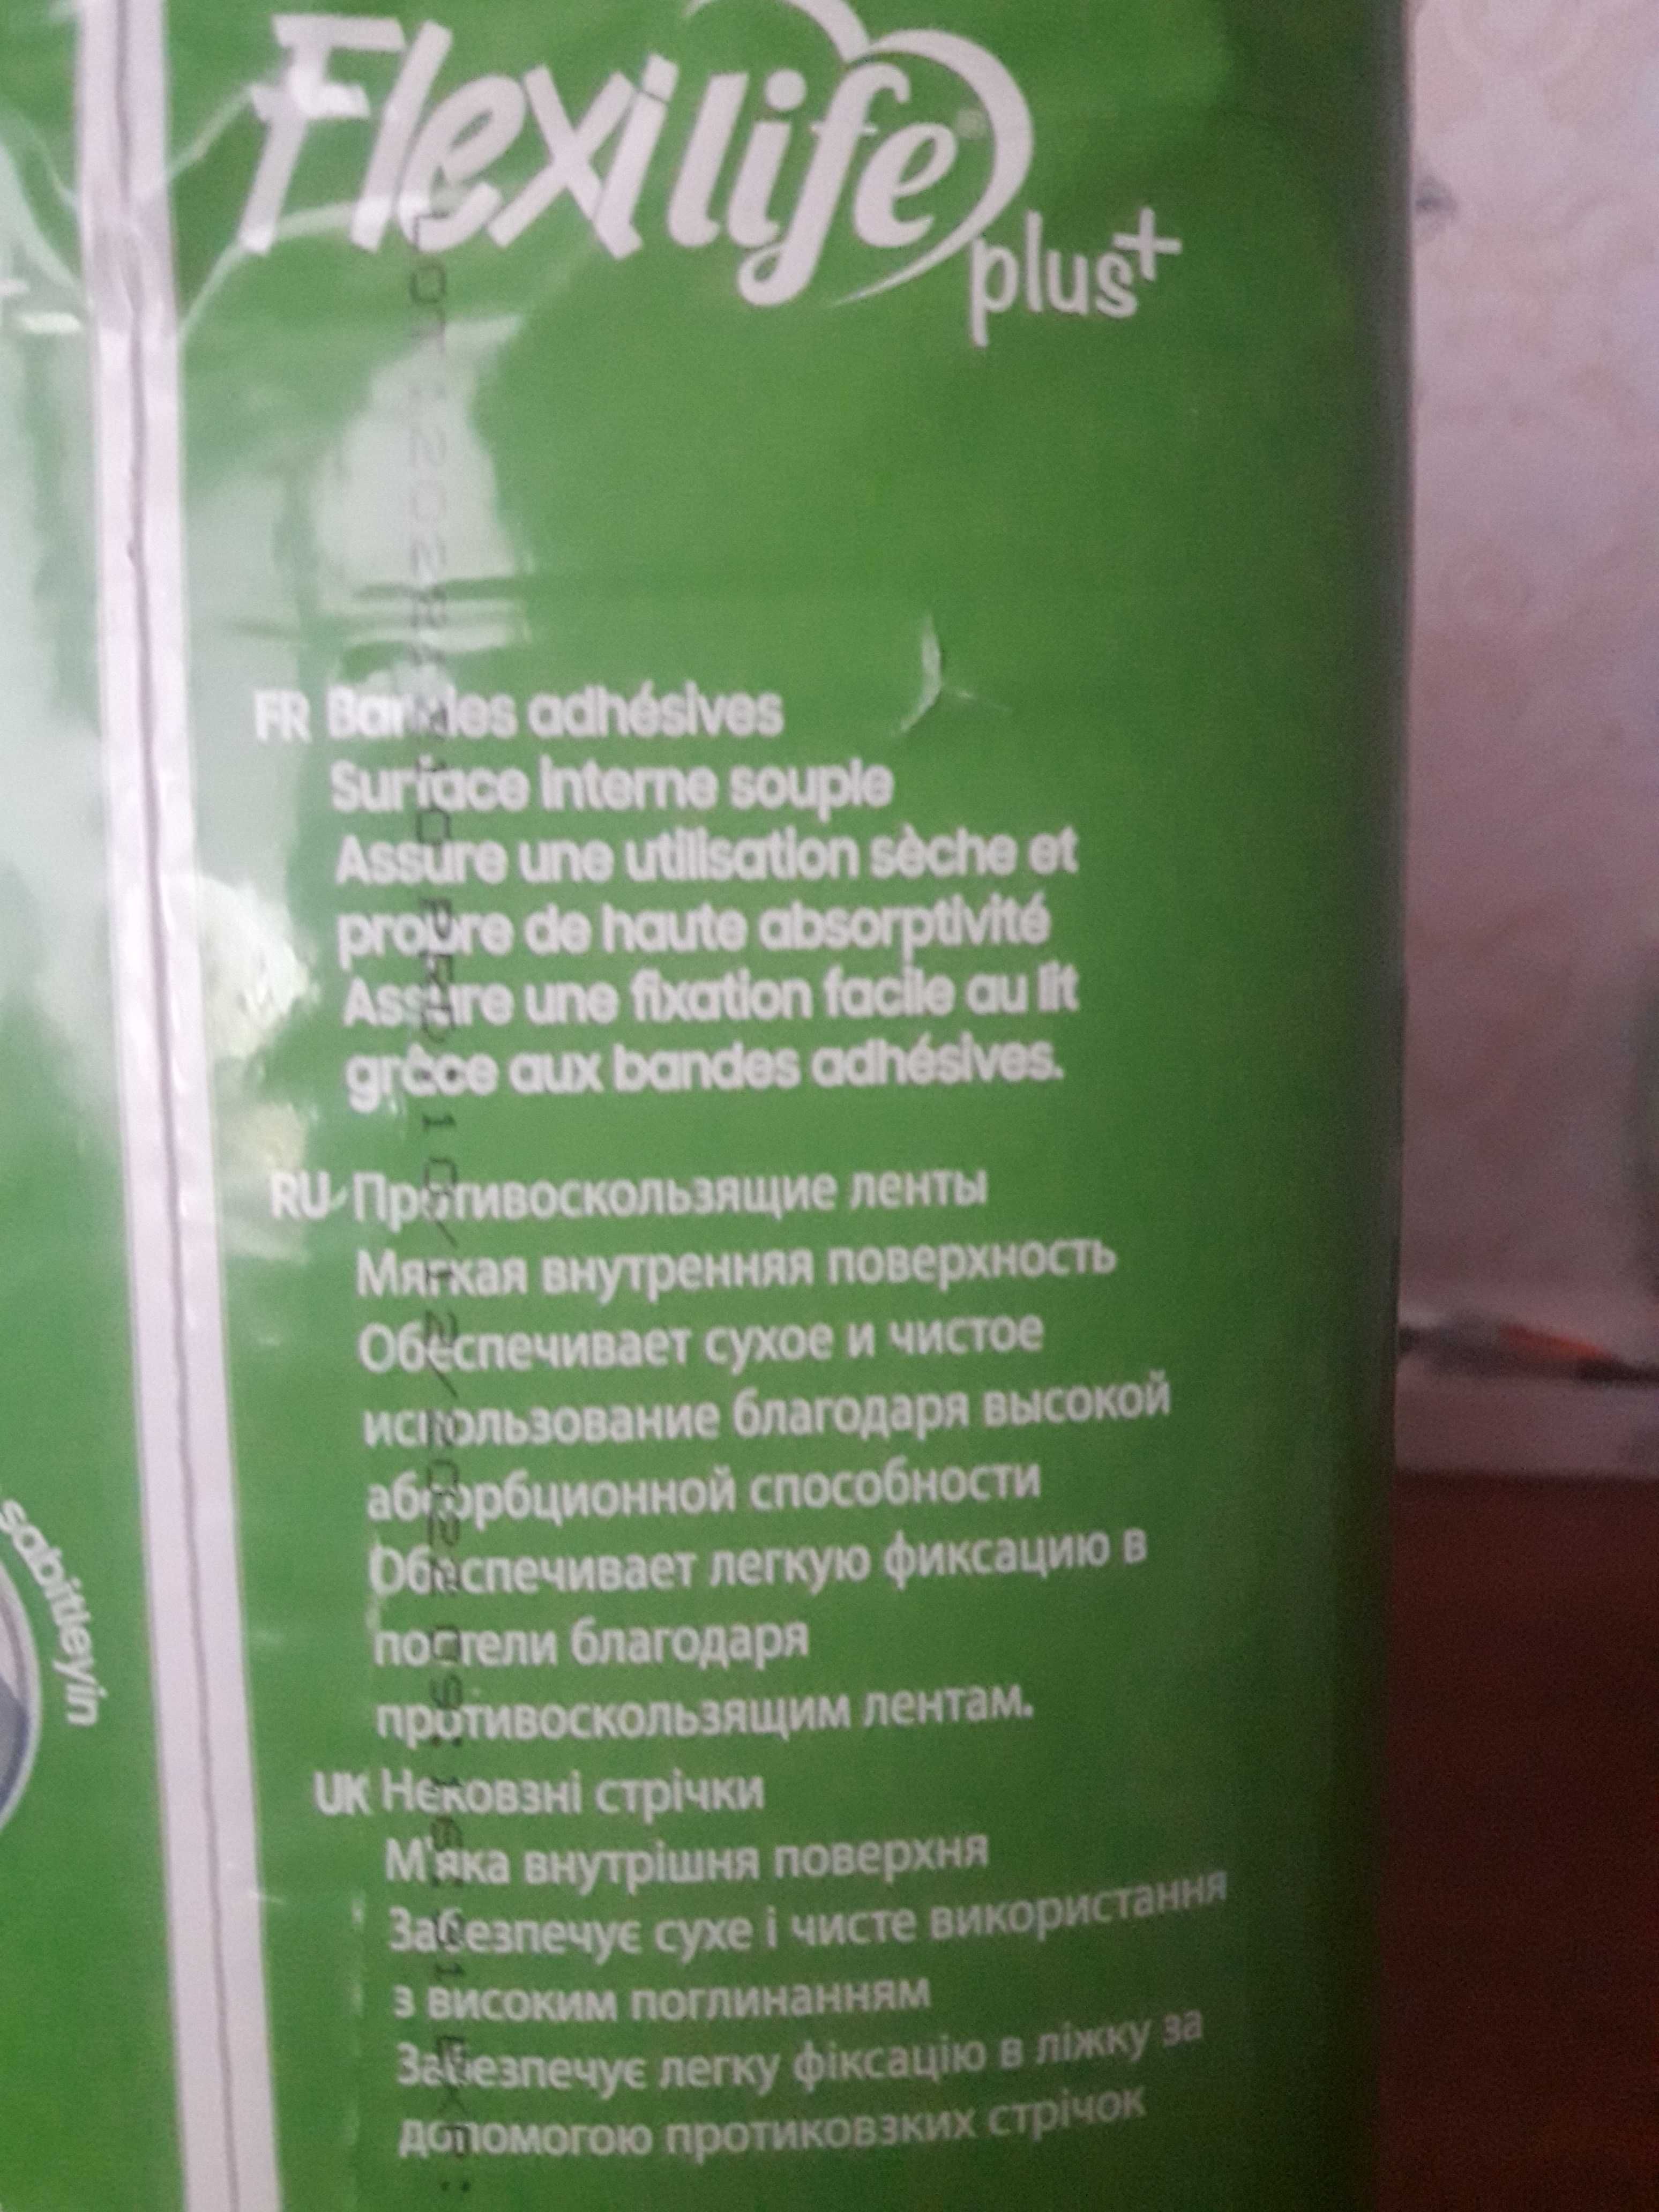 Flexilife
plus+
FR Bandes adhésives
Surface interne souple
Assure une utilisation sèche et
propre de haute absorptivité
Assure une fixation facile au lit
grâce aux bandes adhésives.
RU Противоскользящие ленты
Мягкая внутренняя поверхность
Обеспечивает сухое и чистое
использование благодаря высокой
абсорбционной способности
Обеспечивает легкую фиксацию в
постели благодаря
противоскользящим лентам.
UK Нековзні стрічки
М'яка внутрішня поверхня
Забезпечує сухе і чисте використання
з високим поглинанням
Забезпечує легку фіксацію в ліжку за
допомогою протиковзких стрічок
sabitleyin